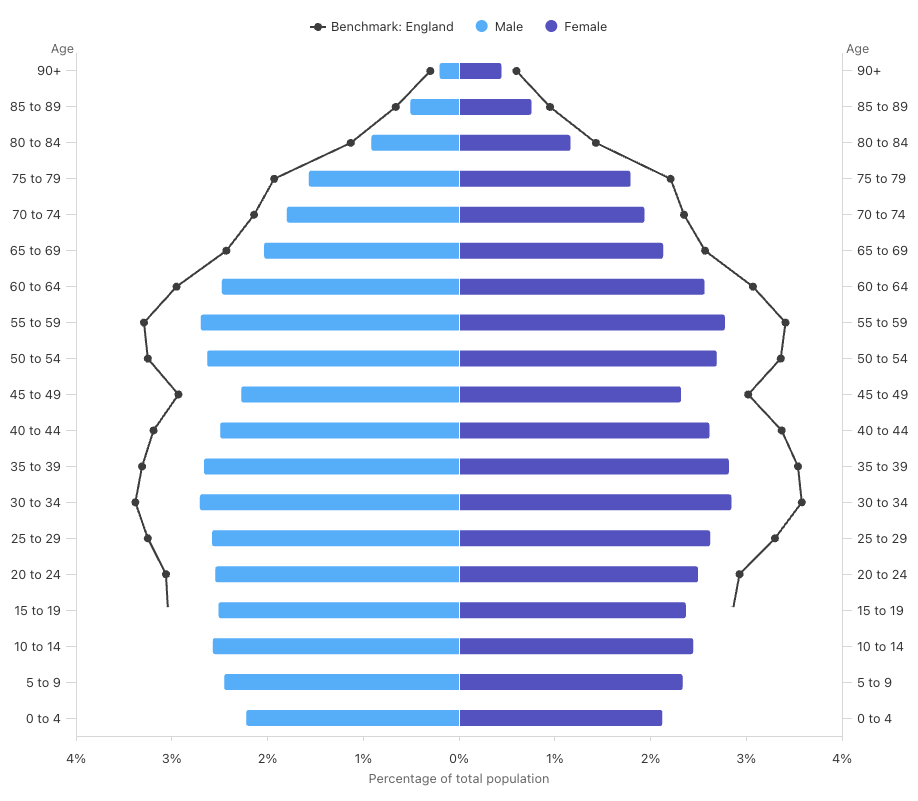 Benchmark: England Male Female
Age Age
90+ 90+
85 to 89 85 to 89
80 to 84 80 to 84
75 to 79 75 to 79
70 to 74 70 to 74
65 to 69 65 to 69
60 to 64 60 to 64
55 to 59 55 to 59
50 to 54 50 to 54
45 to 49 45 to 49
40 to 44 40 to 44
35 to 39 35 to 39
30 to 34 30 to 34
25 to 29 25 to 29
20 to 24 20 to 24
15 to 19 15 to 19
10 to 14 10 to 14
5 to 9 5 to 9
0 to 4 0 to 4
4% 3% 2% 1% 0% 1% 2% 3% 4%
Percentage of total population